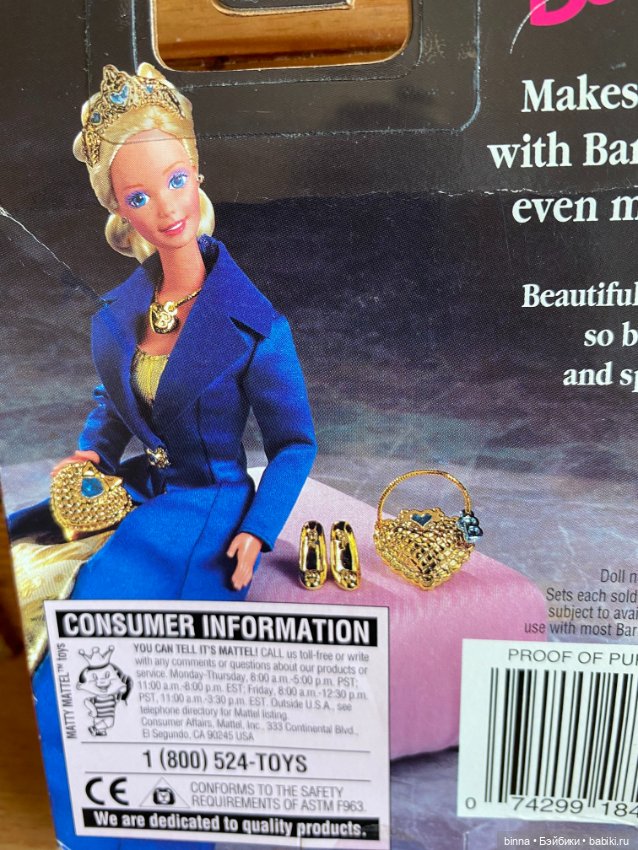 Makes
with Bar
even m
Beautiful
so b
and sp
Doll n
Sets each sold
subject to avai
use with most Bar
PROOF OF PU
0 74299 184
CONSUMER INFORMATION
MATTY MATTEL™ toys
YOU CAN TELL IT'S MATTEL! CALL us toll-free or write
with any comments or questions about our products or
service. Monday-Thursday, 8:00 a.m.-5:00 p.m. PST;
11:00 a.m.-8:00 p.m. EST; Friday, 8:00 a.m.-12:30 p.m.
PST, 11:00 a.m.-3:30 p.m. EST. Outside U.S.A., see
telephone directory for Mattel listing.
Consumer Affairs, Mattel, Inc., 333 Continental Blvd.,
El Segundo, CA 90245 USA
1 (800) 524-TOYS
CE
CONFORMS TO THE SAFETY
REQUIREMENTS OF ASTM F963.
We are dedicated to quality products.
binna • Бэйбики • babiki.ru